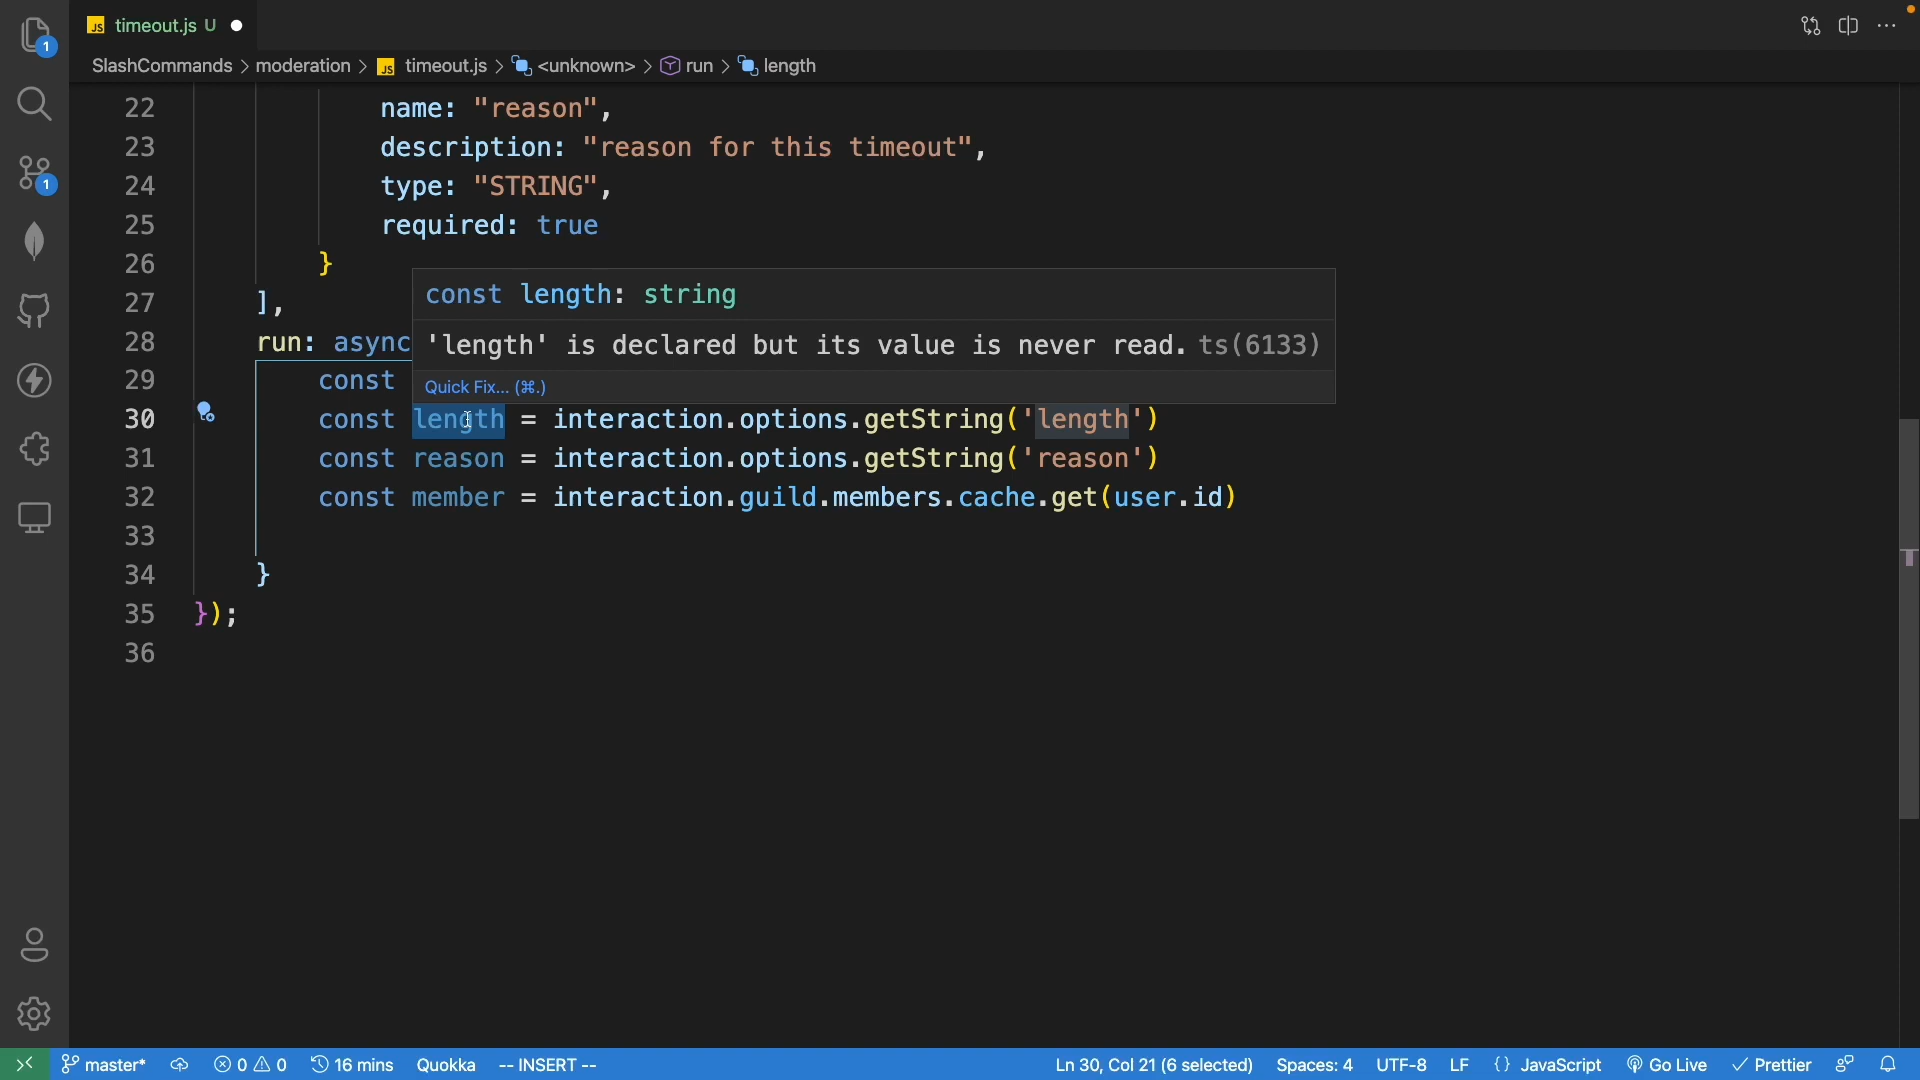 JS timeout.js U
SlashCommands > moderation > JS timeout.js > <unknown> > run > length
22 name: "reason",
23 description: "reason for this timeout",
24 type: "STRING",
25 required: true
26 }
27 ],
28 run: async
29 const
30 const length = interaction.options.getString('length')
31 const reason = interaction.options.getString('reason')
32 const member = interaction.guild.members.cache.get(user.id)
33
34 }
35 });
36
const length: string
'length' is declared but its value is never read. ts(6133)
Quick Fix... (⌘.)
1
1
master* 0 0 16 mins Quokka -- INSERT -- Ln 30, Col 21 (6 selected) Spaces: 4 UTF-8 LF {} JavaScript Go Live Prettier